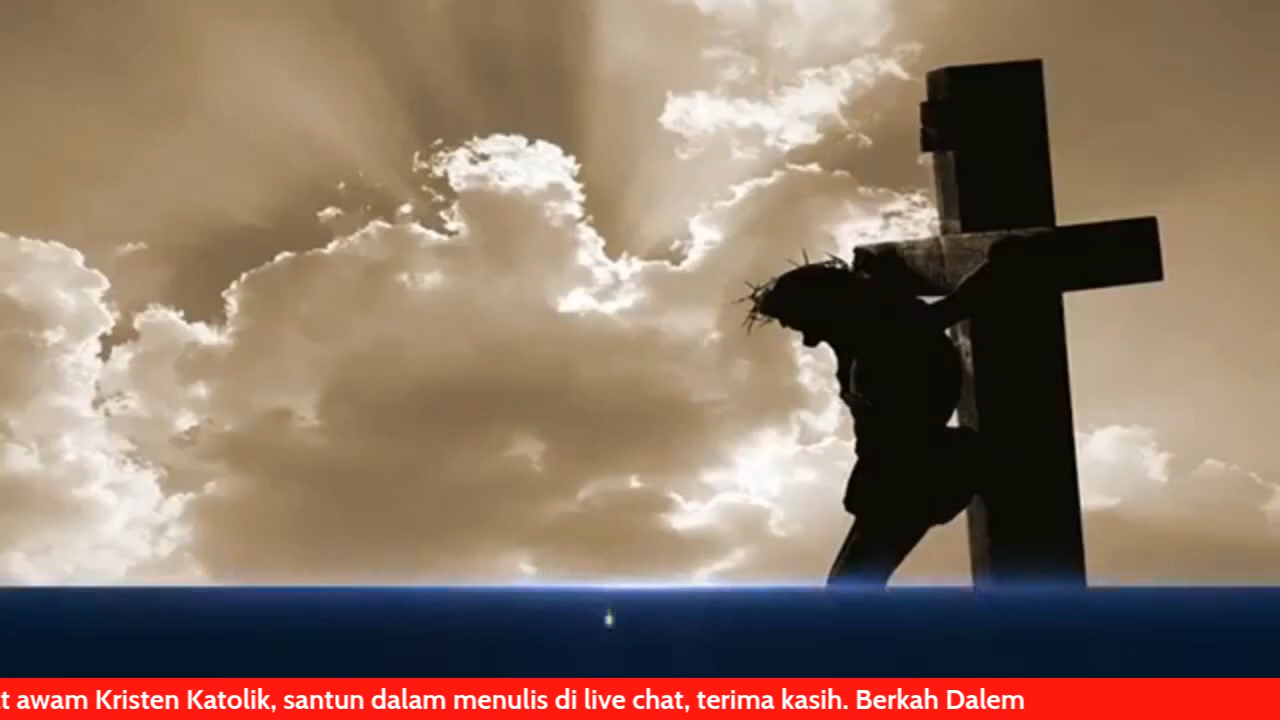 awam Kristen Katolik, santun dalam menulis di live chat, terima kasih. Berkah Dalem